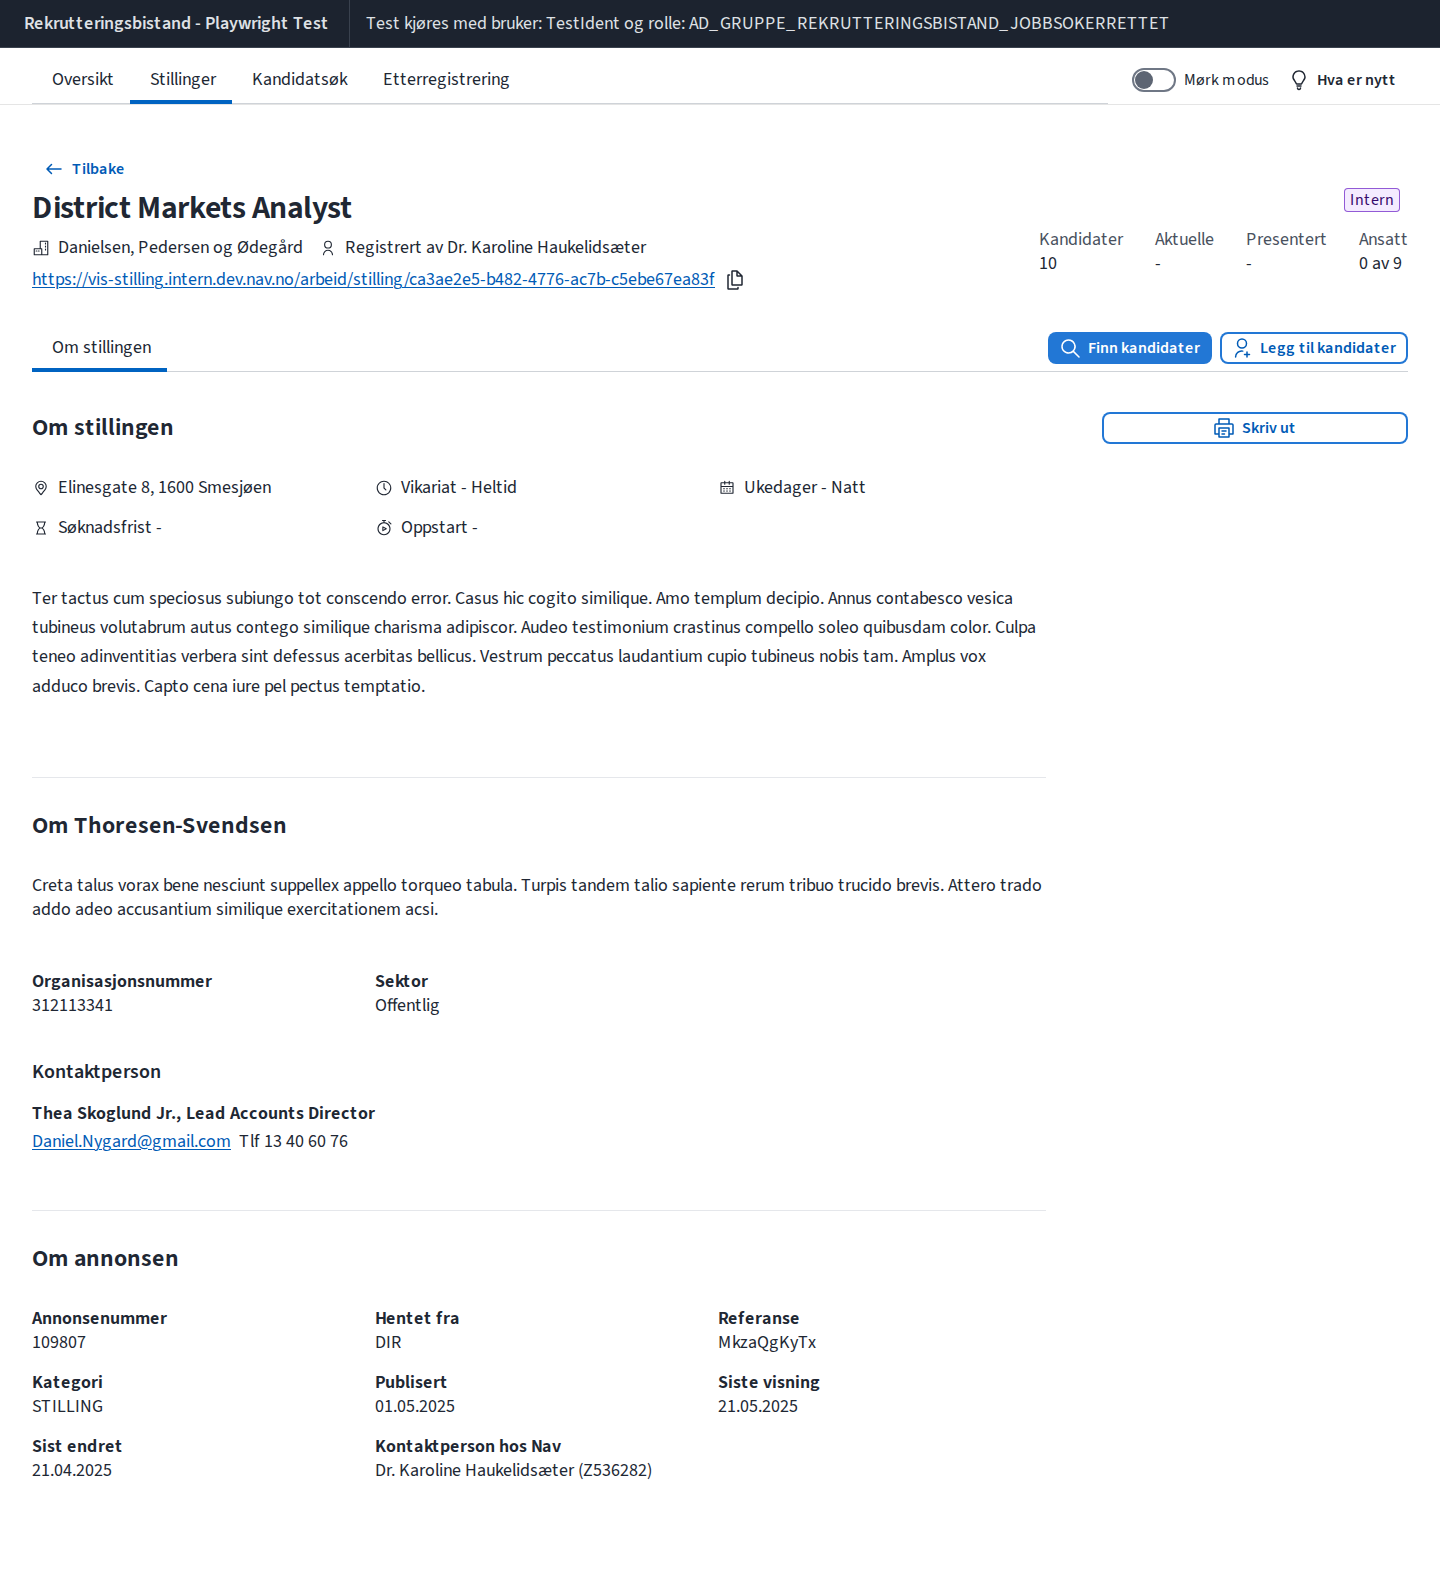 Rekrutteringsbistand - Playwright Test
Test kjøres med bruker: TestIdent og rolle: AD_GRUPPE_REKRUTTERINGSBISTAND_JOBBSOKERRETTET
Oversikt
Stillinger
Kandidatsøk
Etterregistrering
Mørk modus
Hva er nytt
Tilbake
District Markets Analyst
Intern
Danielsen, Pedersen og Ødegård
Registrert av Dr. Karoline Haukelidsæter
https://vis-stilling.intern.dev.nav.no/arbeid/stilling/ca3ae2e5-b482-4776-ac7b-c5ebe67ea83f
Kandidater
10
Aktuelle
-
Presentert
-
Ansatt
0 av 9
Om stillingen
Finn kandidater
Legg til kandidater
Om stillingen
Skriv ut
Elinesgate 8, 1600 Smesjøen
Vikariat - Heltid
Ukedager - Natt
Søknadsfrist -
Oppstart -
Ter tactus cum speciosus subiungo tot conscendo error. Casus hic cogito similique. Amo templum decipio. Annus contabesco vesica
tubineus volutabrum autus contego similique charisma adipiscor. Audeo testimonium crastinus compello soleo quibusdam color. Culpa
teneo adinventitias verbera sint defessus acerbitas bellicus. Vestrum peccatus laudantium cupio tubineus nobis tam. Amplus vox
adduco brevis. Capto cena iure pel pectus temptatio.
Om Thoresen-Svendsen
Creta talus vorax bene nesciunt suppellex appello torqueo tabula. Turpis tandem talio sapiente rerum tribuo trucido brevis. Attero trado
addo adeo accusantium similique exercitationem acsi.
Organisasjonsnummer
312113341
Sektor
Offentlig
Kontaktperson
Thea Skoglund Jr., Lead Accounts Director
Daniel.Nygard@gmail.com Tlf 13 40 60 76
Om annonsen
Annonsenummer
109807
Hentet fra
DIR
Referanse
MkzaQgKyTx
Kategori
STILLING
Publisert
01.05.2025
Siste visning
21.05.2025
Sist endret
21.04.2025
Kontaktperson hos Nav
Dr. Karoline Haukelidsæter (Z536282)